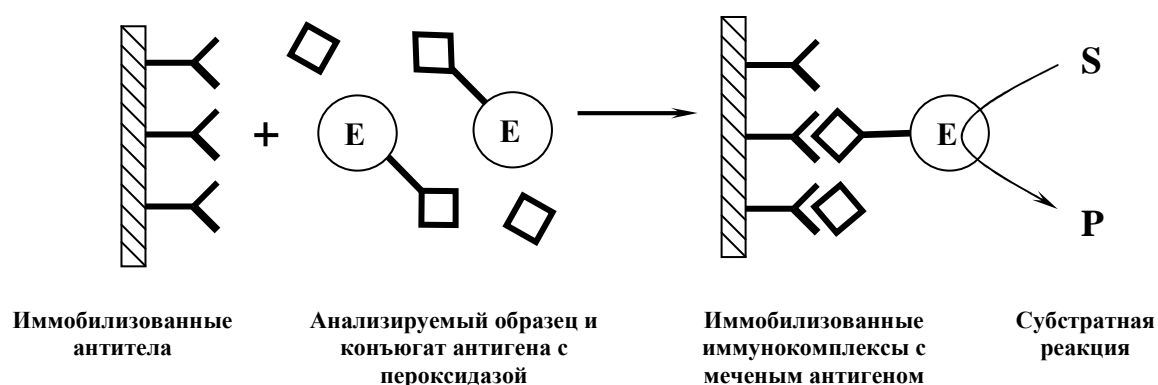 +
E
E
E
S
P
Иммобилизованные
антитела
Анализируемый образец и
конъюгат антигена с
пероксидазой
Иммобилизованные
иммунокомплексы с
меченым антигеном
Субстратная
реакция